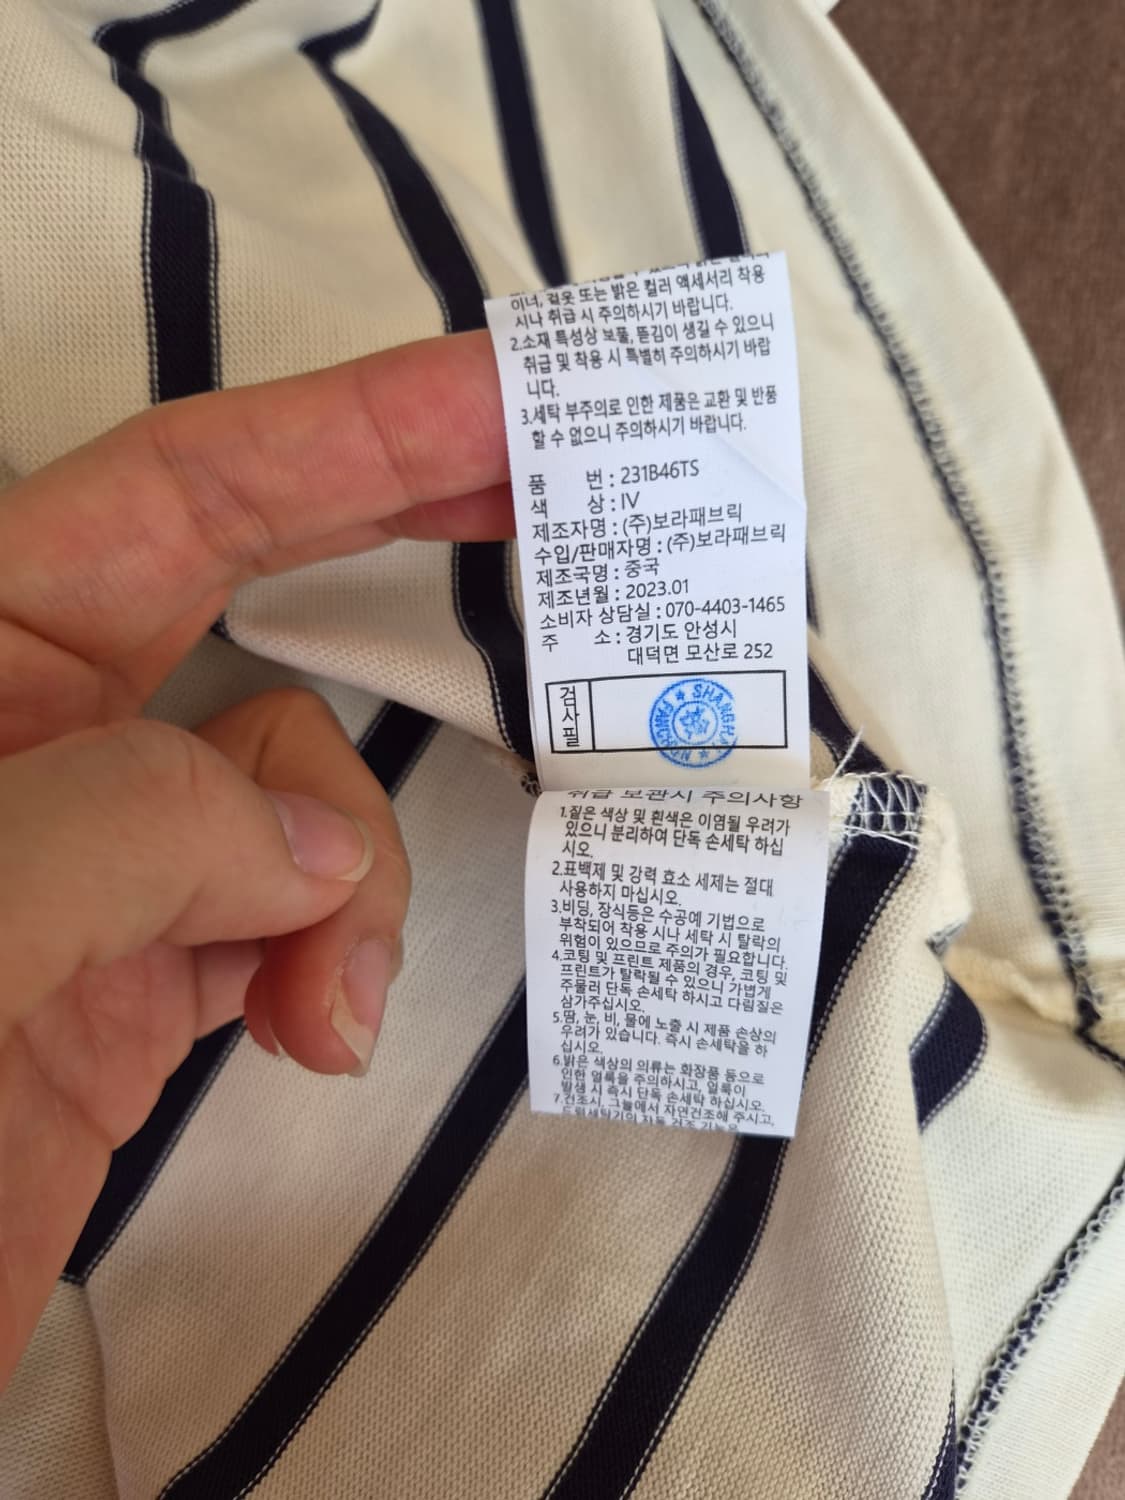 이너, 겉옷 또는 밝은 컬러 액세서리 착용
시나 취급 시 주의하시기 바랍니다.
2.소재 특성상 보풀, 뜯김이 생길 수 있으니
취급 및 착용 시 특별히 주의하시기 바랍
니다.
3.세탁 부주의로 인한 제품은 교환 및 반품
할 수 없으니 주의하시기 바랍니다.
품 번 : 231B46TS
색 상 : IV
제조자명 : (주)보라패브릭
수입/판매자명 : (주)보라패브릭
제조국명 : 중국
제조년월 : 2023.01
소비자 상담실 : 070-4403-1465
주 소 : 경기도 안성시
대덕면 모산로 252
검사필
SHANGHAI
취급 보관시 주의사항
1.짙은 색상 및 흰색은 이염될 우려가
있으니 분리하여 단독 손세탁 하십
시오.
2.표백제 및 강력 효소 세제는 절대
사용하지 마십시오.
3.비딩, 장식등은 수공예 기법으로
부착되어 착용 시나 세탁 시 탈락의
위험이 있으므로 주의가 필요합니다.
4.코팅 및 프린트 제품의 경우, 코팅 및
프린트가 탈락될 수 있으니 가볍게
주물러 단독 손세탁 하시고 다림질은
삼가주십시오.
5.땀, 눈, 비, 물에 노출 시 제품 손상의
우려가 있습니다. 즉시 손세탁을 하
십시오.
6.밝은 색상의 의류는 화장품 등으로
인한 얼룩을 주의하시고, 얼룩이
발생 시 즉시 단독 손세탁 하십시오.
7.건조시, 그늘에서 자연건조해 주시고,